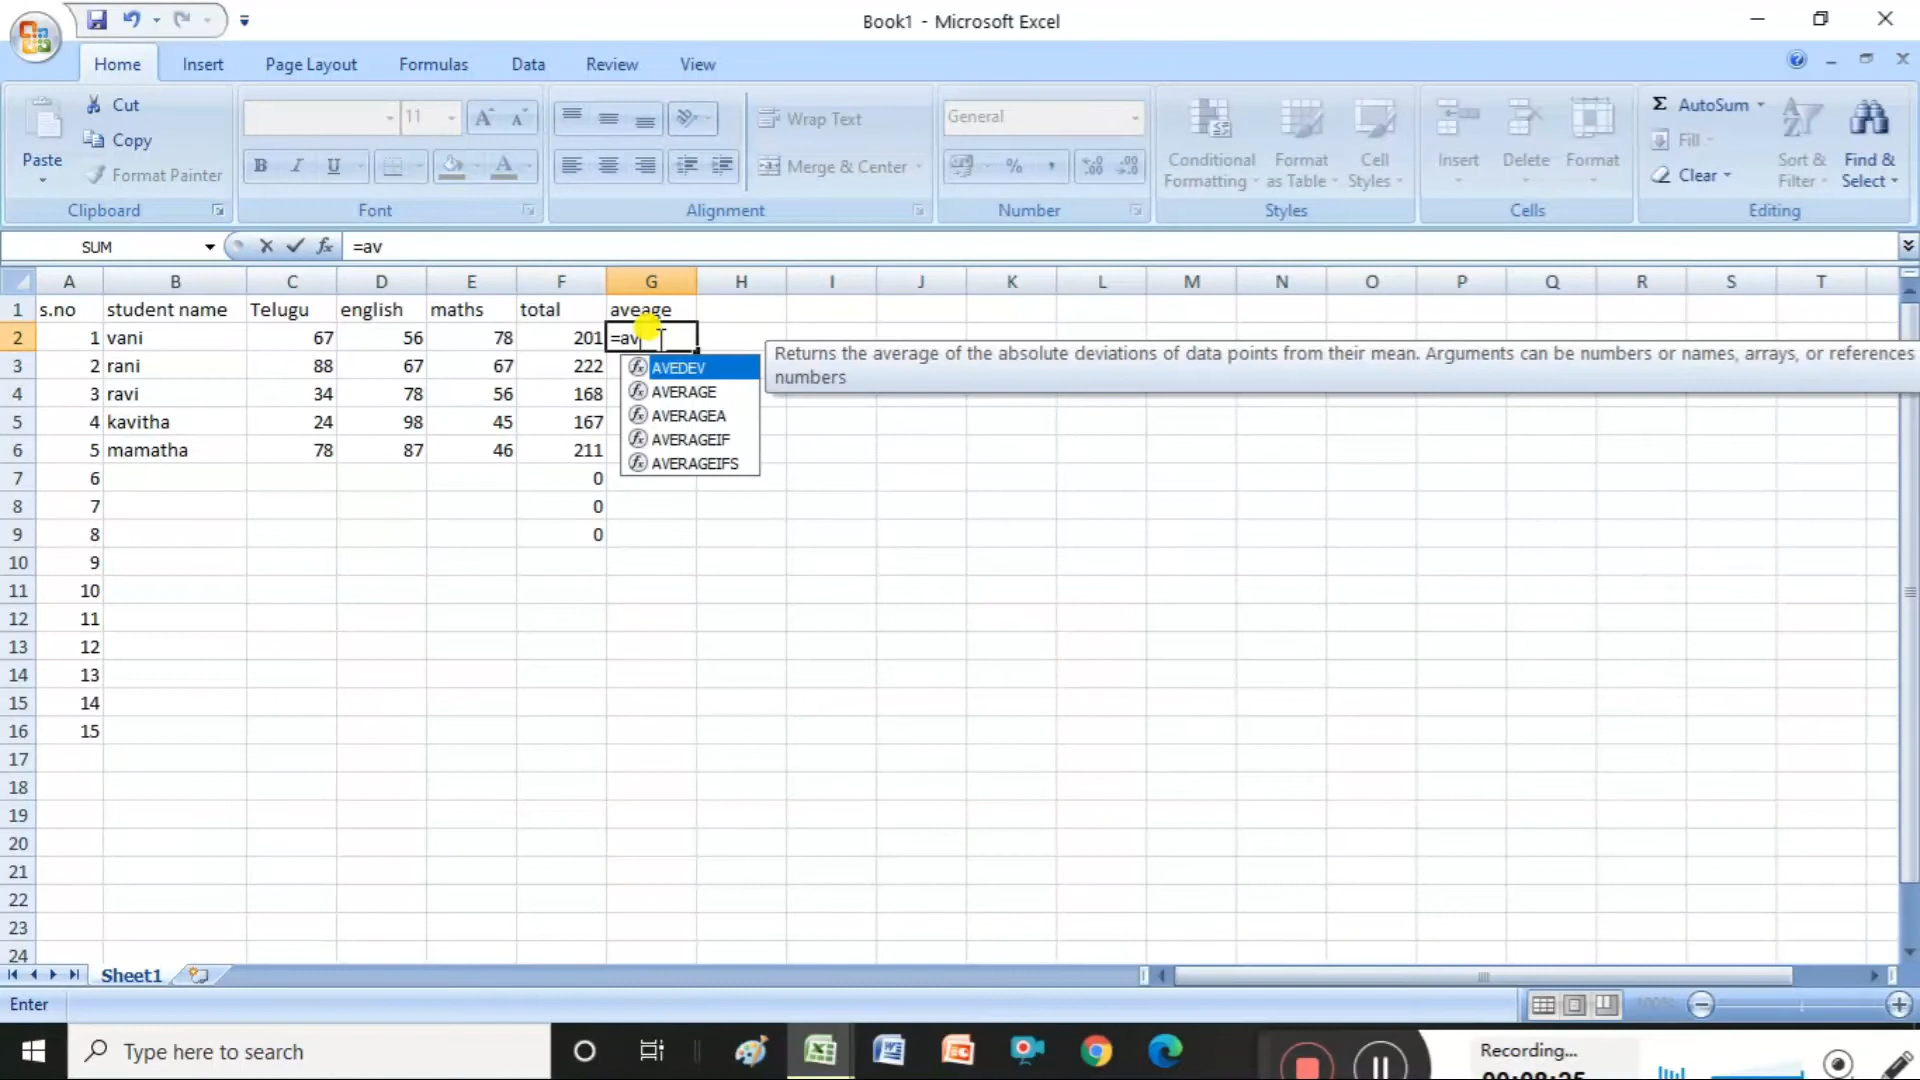 Book1 - Microsoft Excel
Home Insert Page Layout Formulas Data Review View
Paste
Cut
Copy
Format Painter
Clipboard
11
B I U
A
Font
Wrap Text
Merge & Center
Alignment
General
%
Number
Conditional Formatting
Format as Table
Cell Styles
Styles
Insert
Delete
Format
Cells
Σ AutoSum
Fill
Clear
Sort & Filter
Find & Select
Editing
SUM fx =av
A B C D E F G H I J K L M N O P Q R S T
1 s.no student name Telugu english maths total aveage
2 1 vani 67 56 78 201 =av
3 2 rani 88 67 67 222
4 3 ravi 34 78 56 168
5 4 kavitha 24 98 45 167
6 5 mamatha 78 87 46 211
7 6 0
8 7 0
9 8 0
10 9
11 10
12 11
13 12
14 13
15 14
16 15
17
18
19
20
21
22
23
24
AVEDEV
AVERAGE
AVERAGEA
AVERAGEIF
AVERAGEIFS
Returns the average of the absolute deviations of data points from their mean. Arguments can be numbers or names, arrays, or references
numbers
Sheet1
Enter
100%
Type here to search
Recording...
00:08:25